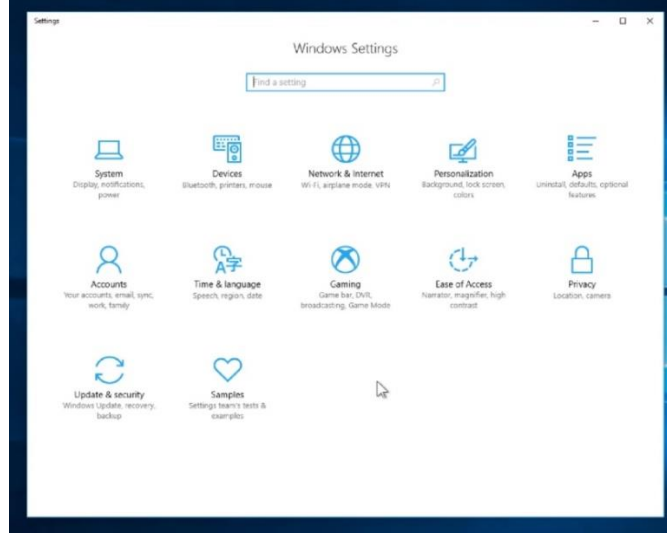 Settings
Windows Settings
Find a setting
System
Display, notifications,
power
Devices
Bluetooth, printers, mouse
Network & Internet
Wi-Fi, airplane mode, VPN
Personalization
Background, lock screen,
colors
Apps
Uninstall, defaults, optional
features
Accounts
Your accounts, email, sync,
work, family
Time & language
Speech, region, date
Gaming
Game bar, DVR,
broadcasting, Game Mode
Ease of Access
Narrator, magnifier, high
contrast
Privacy
Location, camera
Update & security
Windows Update, recovery,
backup
Samples
Settings team's tests &
examples